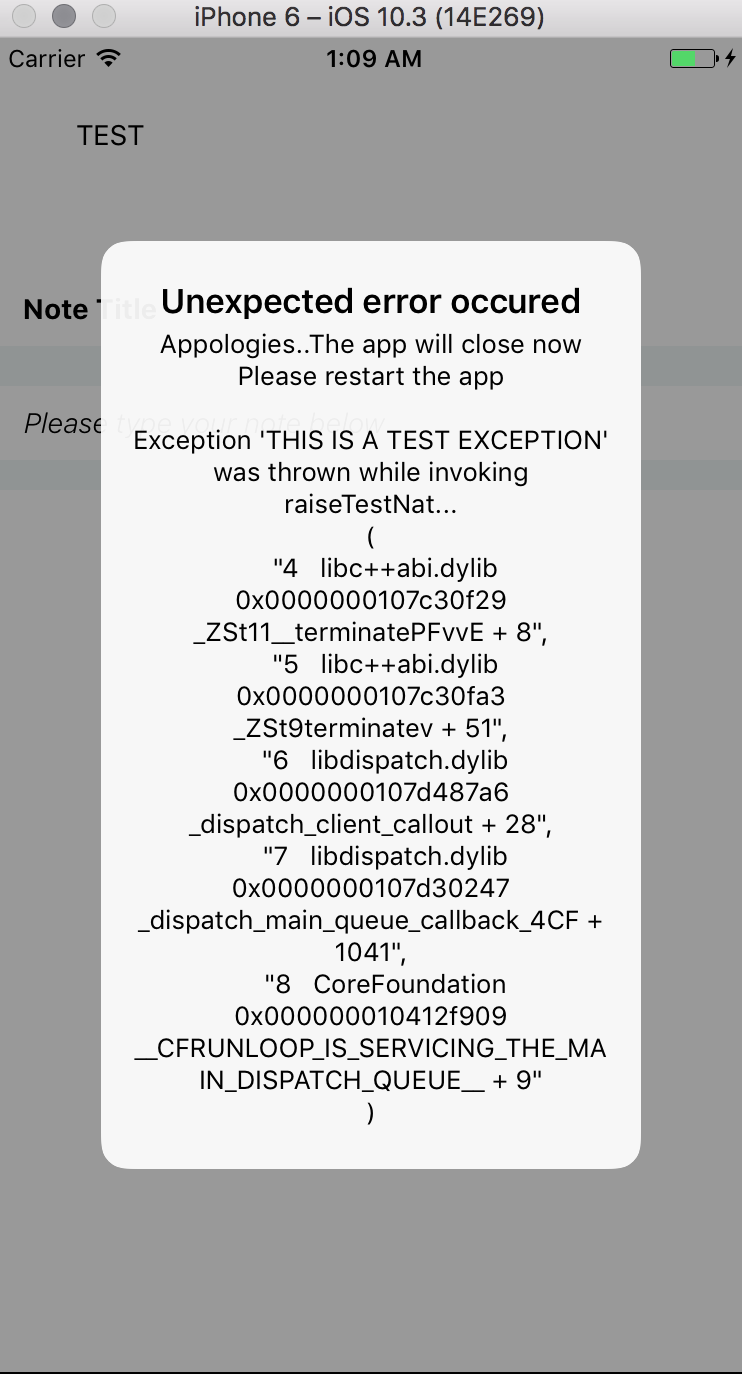 iPhone 6 – iOS 10.3 (14E269)
Carrier 1:09 AM
TEST
Note Title
Please type your note below
Unexpected error occured
Appologies..The app will close now
Please restart the app
Exception 'THIS IS A TEST EXCEPTION'
was thrown while invoking
raiseTestNat...
(
"4 libc++abi.dylib
0x0000000107c30f29
_ZSt11__terminatePFvvE + 8",
"5 libc++abi.dylib
0x0000000107c30fa3
_ZSt9terminatev + 51",
"6 libdispatch.dylib
0x0000000107d487a6
_dispatch_client_callout + 28",
"7 libdispatch.dylib
0x0000000107d30247
_dispatch_main_queue_callback_4CF +
1041",
"8 CoreFoundation
0x000000010412f909
__CFRUNLOOP_IS_SERVICING_THE_MA
IN_DISPATCH_QUEUE__ + 9"
)